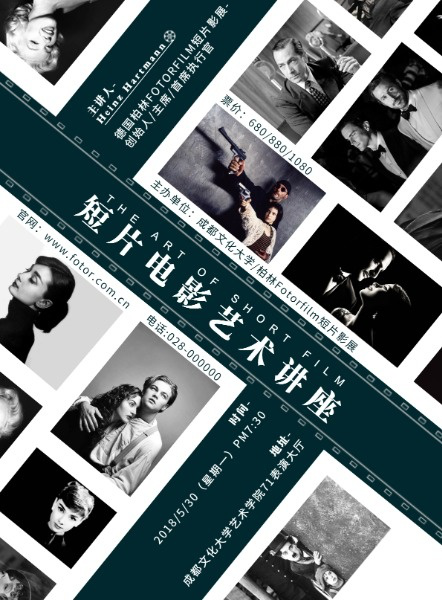 主讲人-
Heinz Hartmann
德国柏林FOTORFILM短片影展-
创始人/主席/首席执行官
票价：680/880/1080
主办单位：成都文化大学/柏林Fotorfilm短片影展
THE ART OF SHORT FILM
短片电影艺术讲座
官网：www.fotor.com.cn
电话:028-000000
时间-
2018/5/30（星期一）PM7:30
地址-
成都文化大学艺术学院71表演大厅